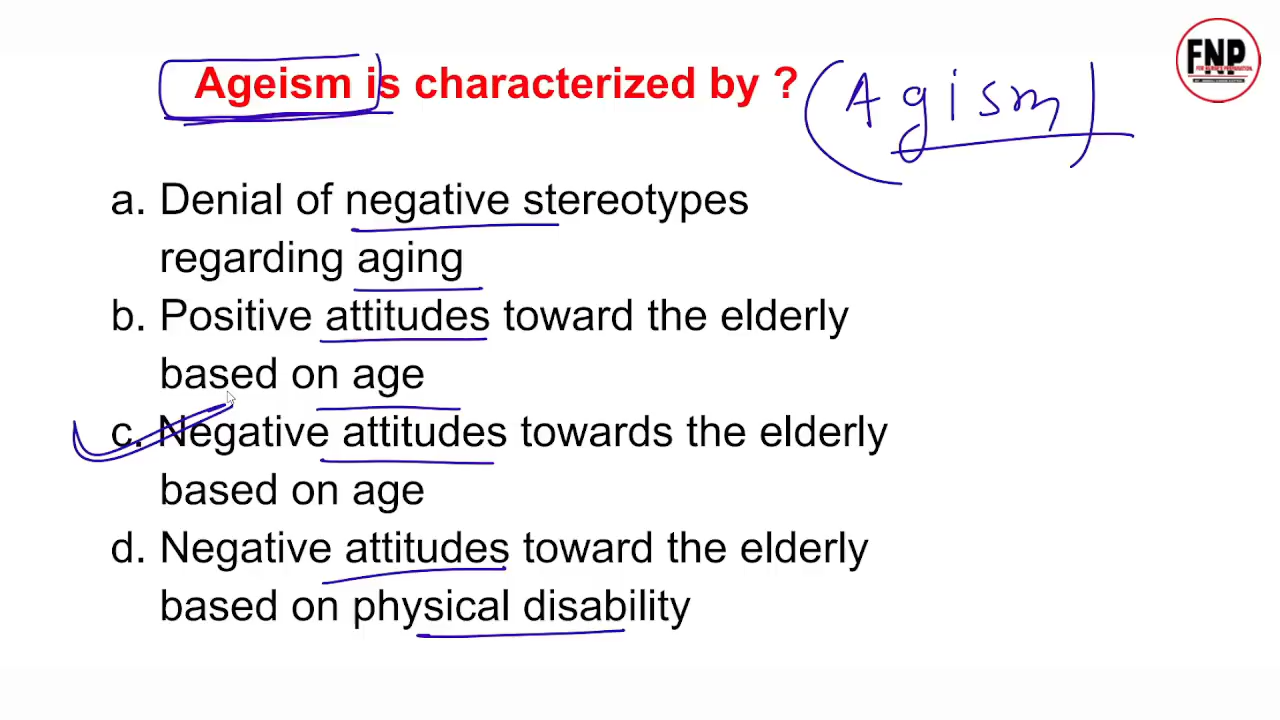 FNP
Ageism is characterized by ?
Agism
a. Denial of negative stereotypes
regarding aging
b. Positive attitudes toward the elderly
based on age
c. Negative attitudes towards the elderly
based on age
d. Negative attitudes toward the elderly
based on physical disability